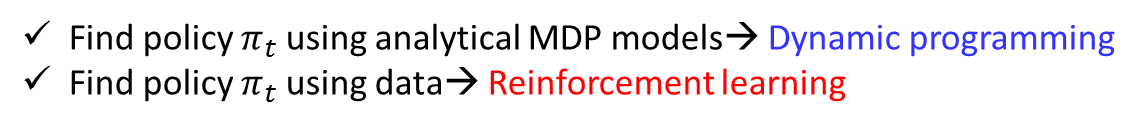 ✓ Find policy π_t using analytical MDP models→ Dynamic programming
✓ Find policy π_t using data→ Reinforcement learning